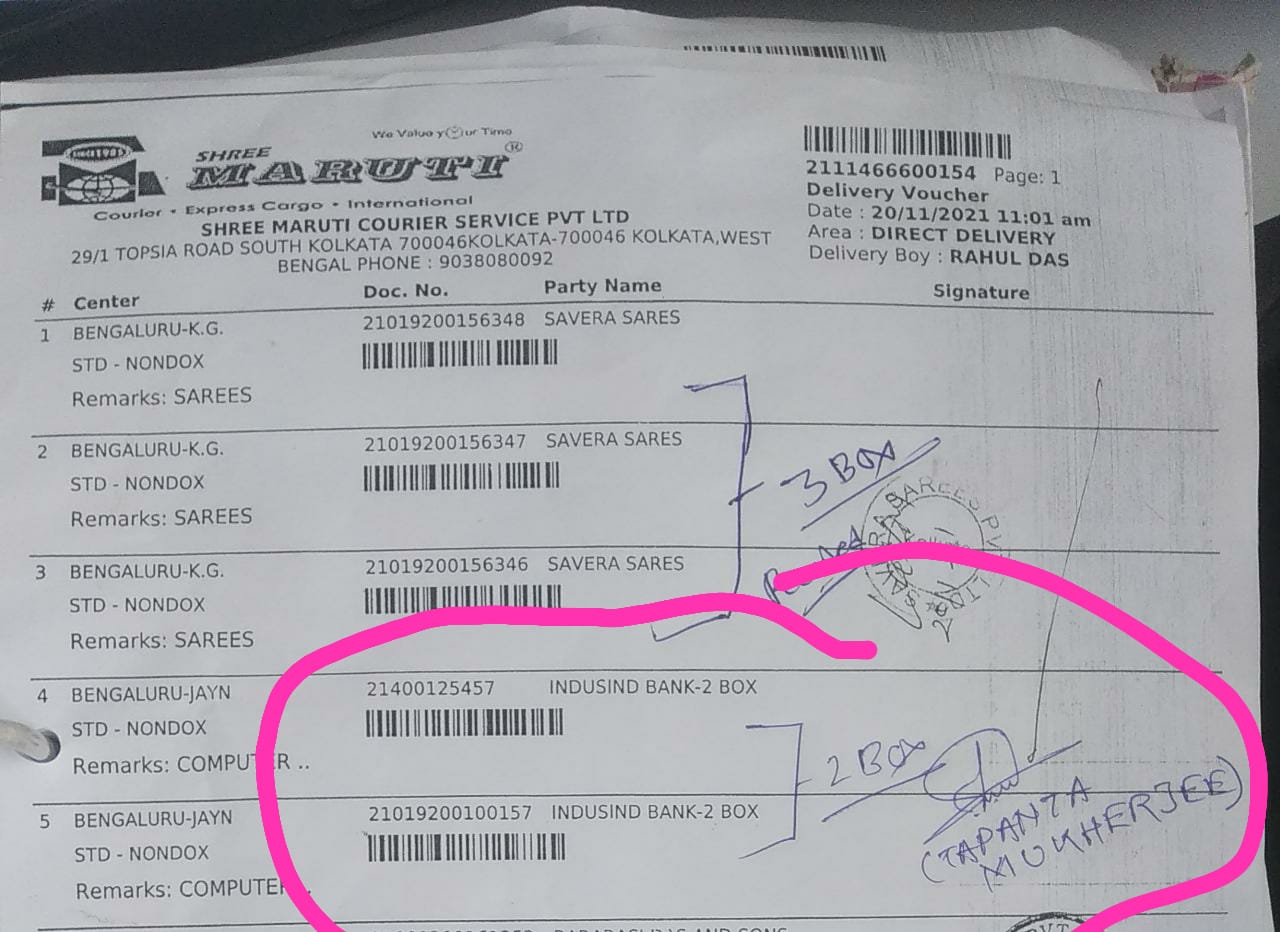 We Value your Time
SINCE 1985
SHREE
MARUTI®
Courier • Express Cargo • International
SHREE MARUTI COURIER SERVICE PVT LTD
29/1 TOPSIA ROAD SOUTH KOLKATA 700046KOLKATA-700046 KOLKATA,WEST
BENGAL PHONE : 9038080092
2111466600154 Page: 1
Delivery Voucher
Date : 20/11/2021 11:01 am
Area : DIRECT DELIVERY
Delivery Boy : RAHUL DAS
# Center Doc. No. Party Name Signature
1 BENGALURU-K.G. 21019200156348 SAVERA SARES
STD - NONDOX
Remarks: SAREES
2 BENGALURU-K.G. 21019200156347 SAVERA SARES
STD - NONDOX
Remarks: SAREES
3 BOX
3 BENGALURU-K.G. 21019200156346 SAVERA SARES
STD - NONDOX
Remarks: SAREES
4 BENGALURU-JAYN 21400125457 INDUSIND BANK-2 BOX
STD - NONDOX
Remarks: COMPUTER ..
2 BOX
(TAPANTA
MUKHERJEE)
5 BENGALURU-JAYN 21019200100157 INDUSIND BANK-2 BOX
STD - NONDOX
Remarks: COMPUTER